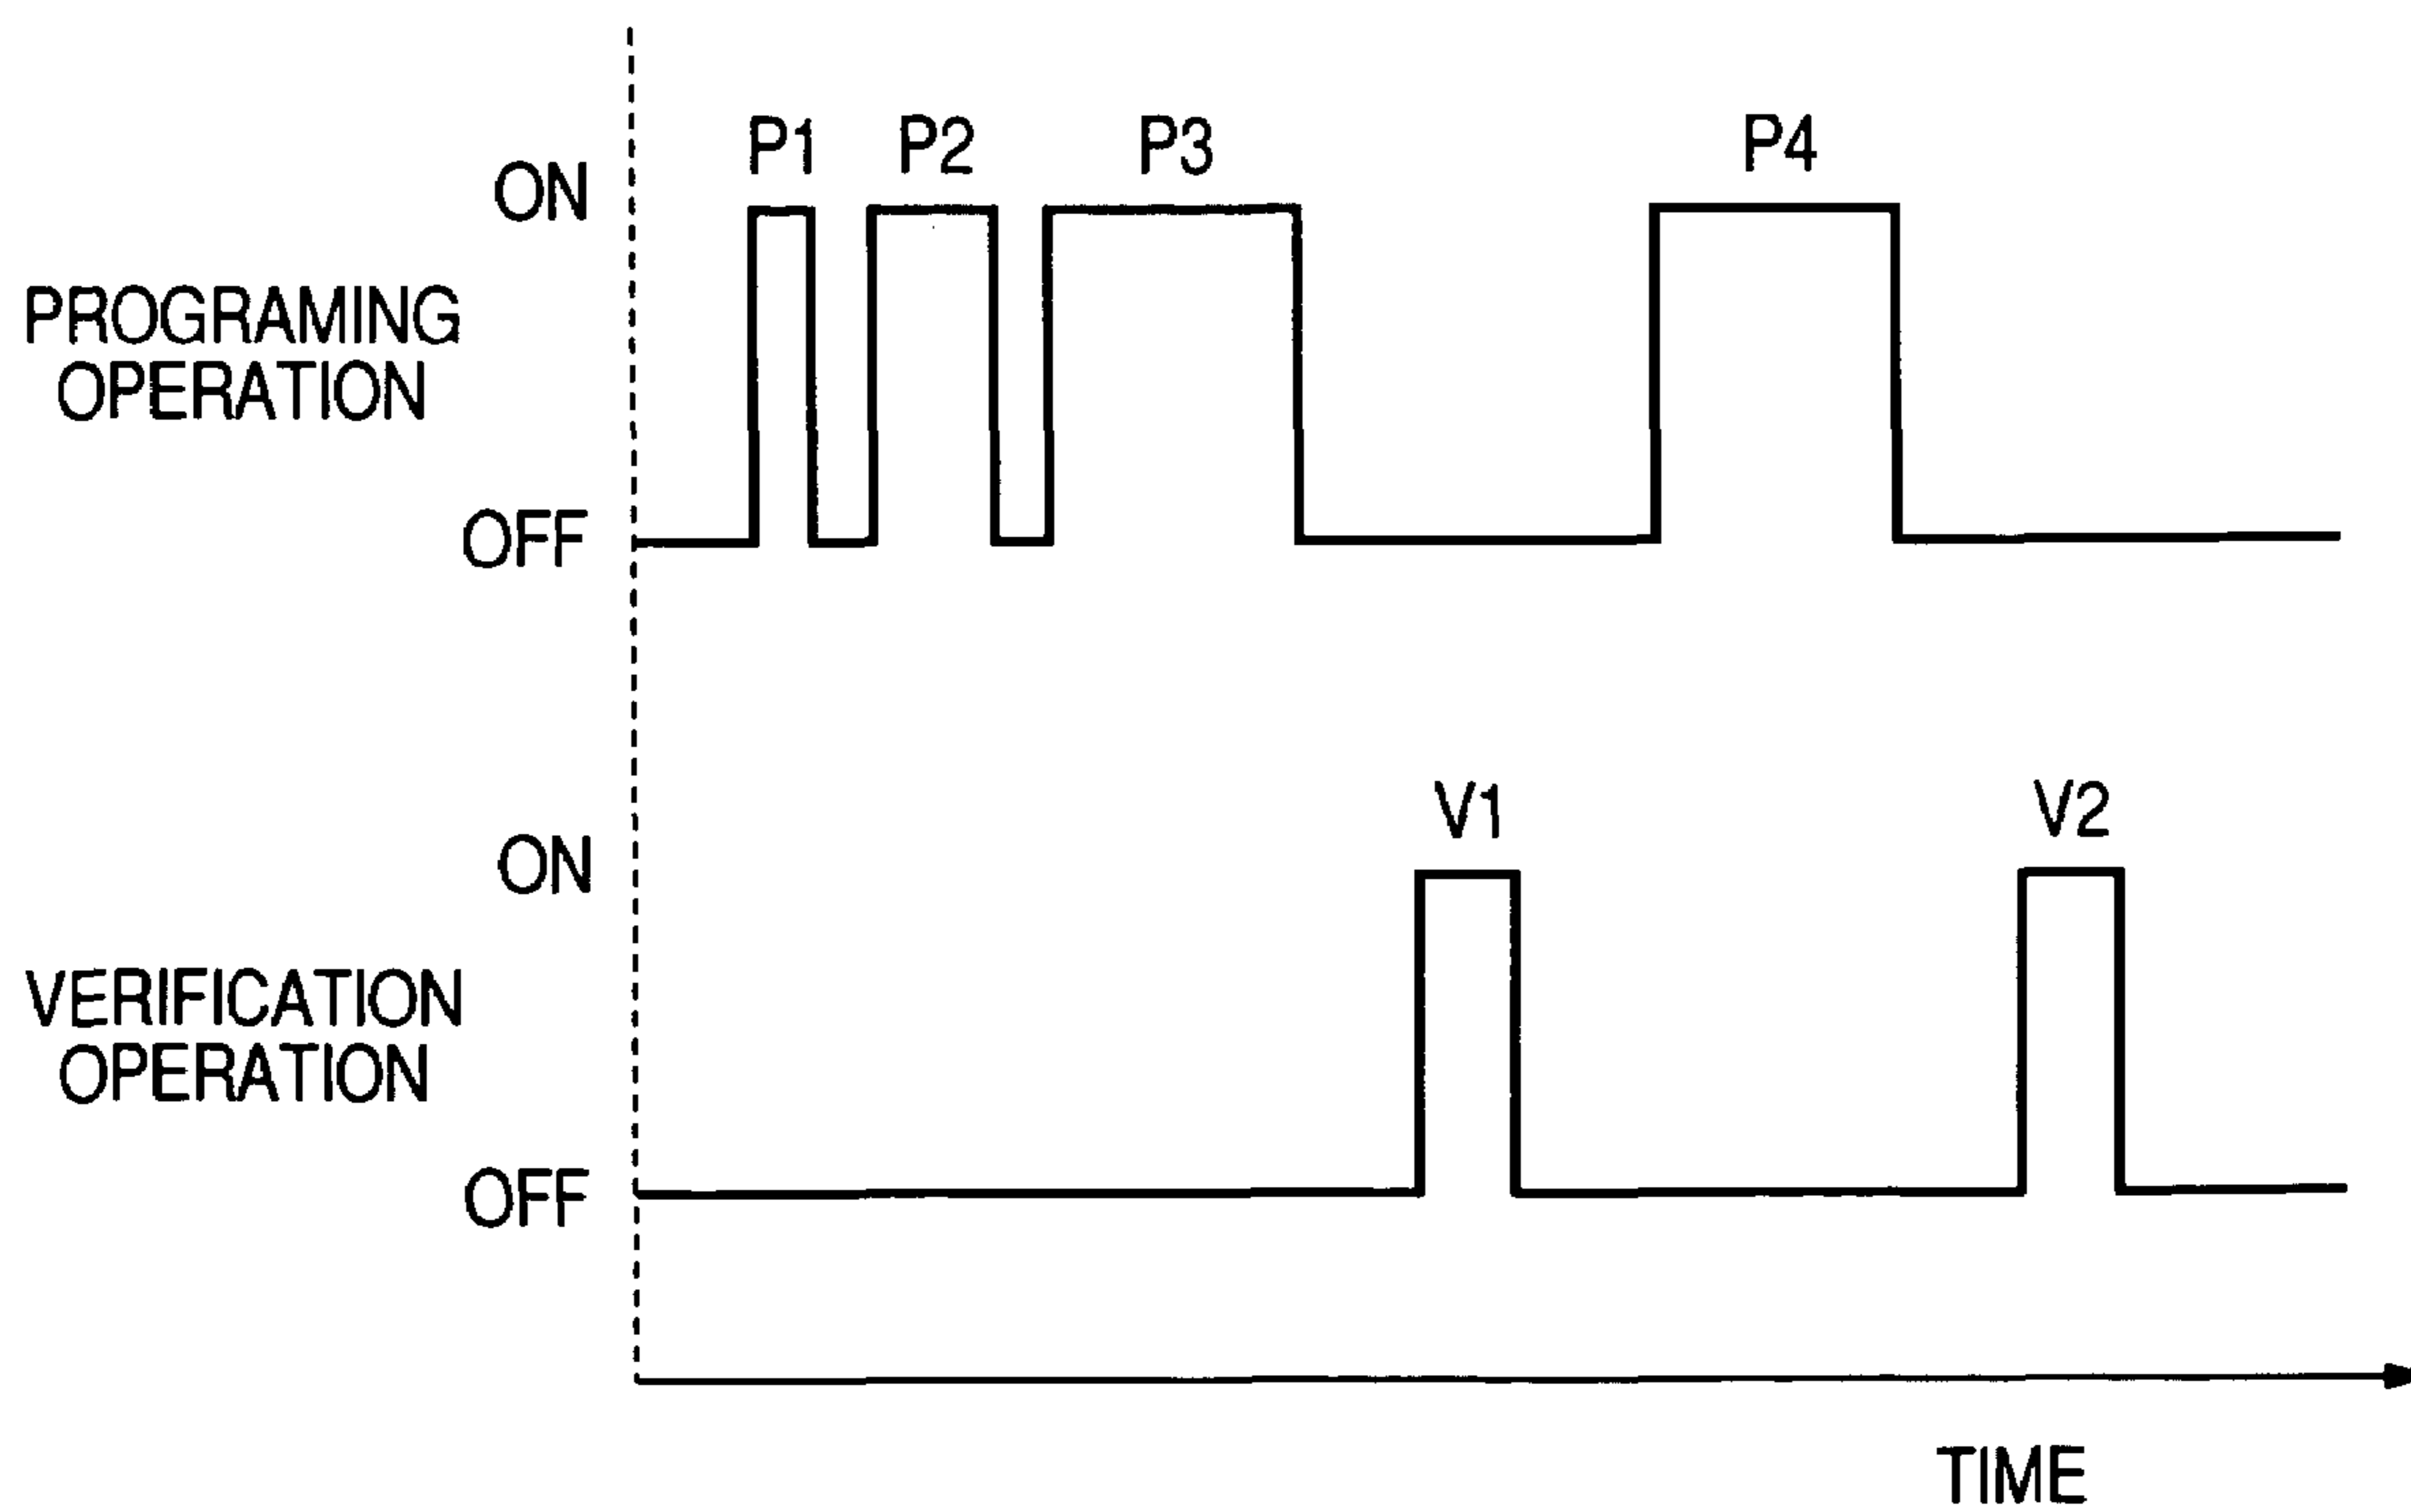 P1 P2 P3 P4
ON
PROGRAMING
OPERATION
OFF
V1 V2
ON
VERIFICATION
OPERATION
OFF
TIME